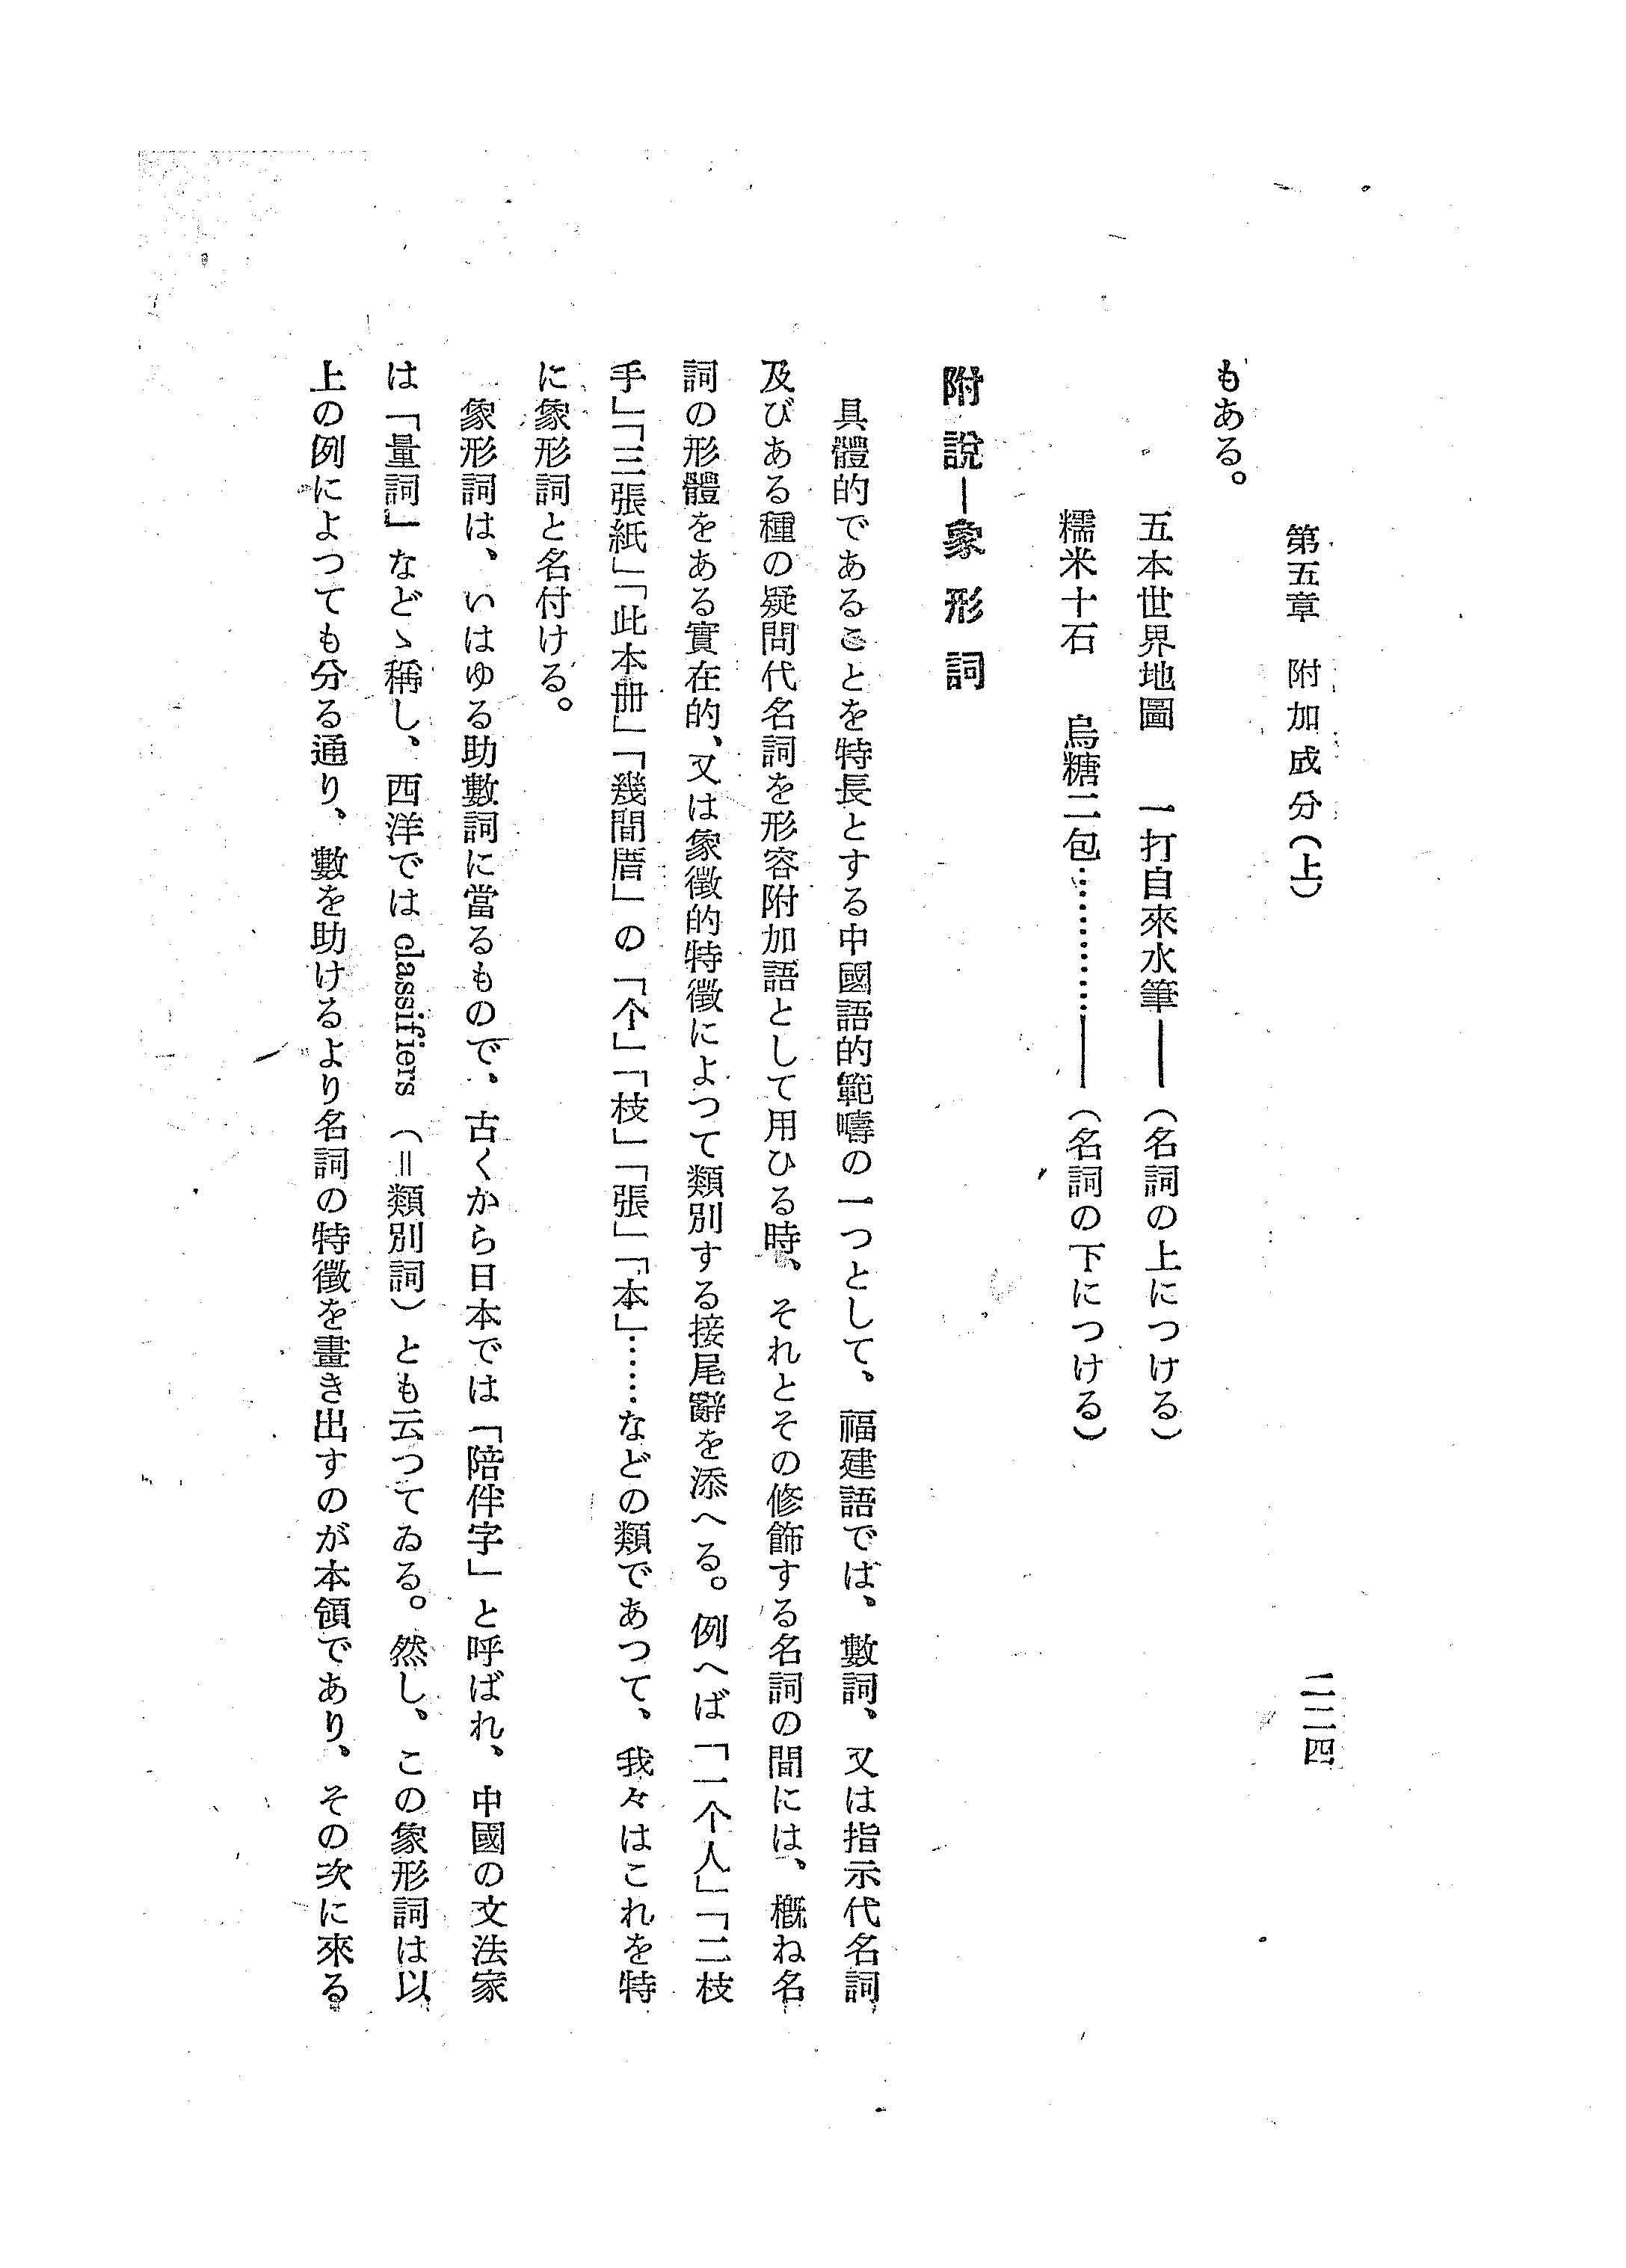 第五章　附加成分（上）　二二四
もある。
五本世界地圖　一打自來水筆――（名詞の上につける）
糯米十石　烏糖二包…………――（名詞の下につける）
附說―象形詞
具體的であることを特長とする中國語的範疇の一つとして、福建語では、數詞、又は指示代名詞
及びある種の疑問代名詞を形容附加語として用ひる時、それとその修飾する名詞の間には、概ね名
詞の形體をある實在的、又は象徵的特徵によつて類別する接尾辭を添へる。例へば「一个人」「二枝
手」「三張紙」「此本冊」「幾間厝」の「个」「枝」「張」「本」……などの類であつて、我々はこれを特
に象形詞と名付ける。
象形詞は、いはゆる助數詞に當るもので、古くから日本では「陪伴字」と呼ばれ、中國の文法家
は「量詞」などゝ稱し、西洋では classifiers（＝類別詞）とも云つてゐる。然し、この象形詞は以
上の例によつても分る通り、數を助けるより名詞の特徵を畫き出すのが本領であり、その次に來る